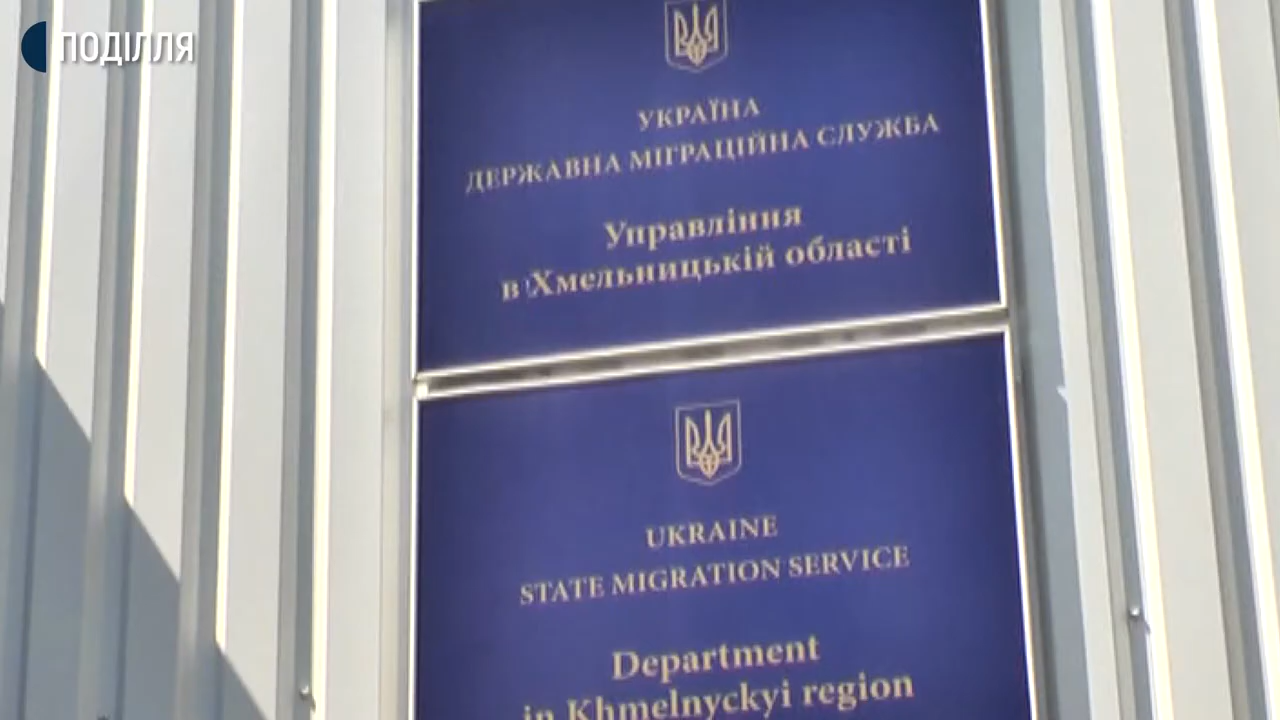 ПОДІЛЛЯ
УКРАЇНА
ДЕРЖАВНА МІГРАЦІЙНА СЛУЖБА
Управління
в Хмельницькій області
UKRAINE
STATE MIGRATION SERVICE
Department
in Khmelnyckyi region